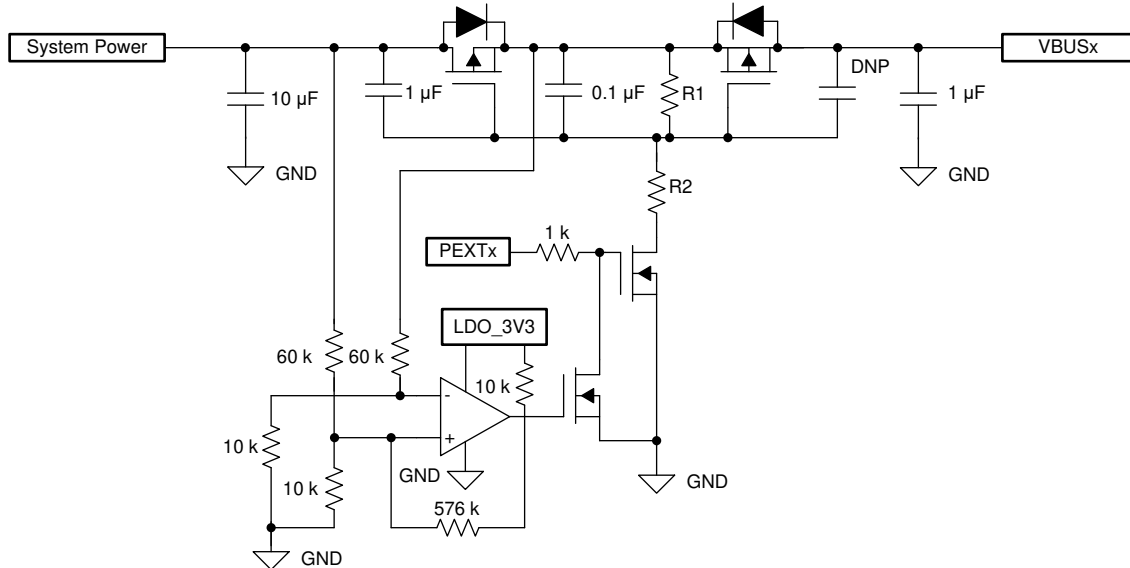 System Power
VBUSx
10 µF
1 µF
0.1 µF
R1
DNP
1 µF
GND
GND
R2
PEXTx
1 k
LDO_3V3
60 k
60 k
10 k
-
+
10 k
10 k
GND
GND
576 k
GND